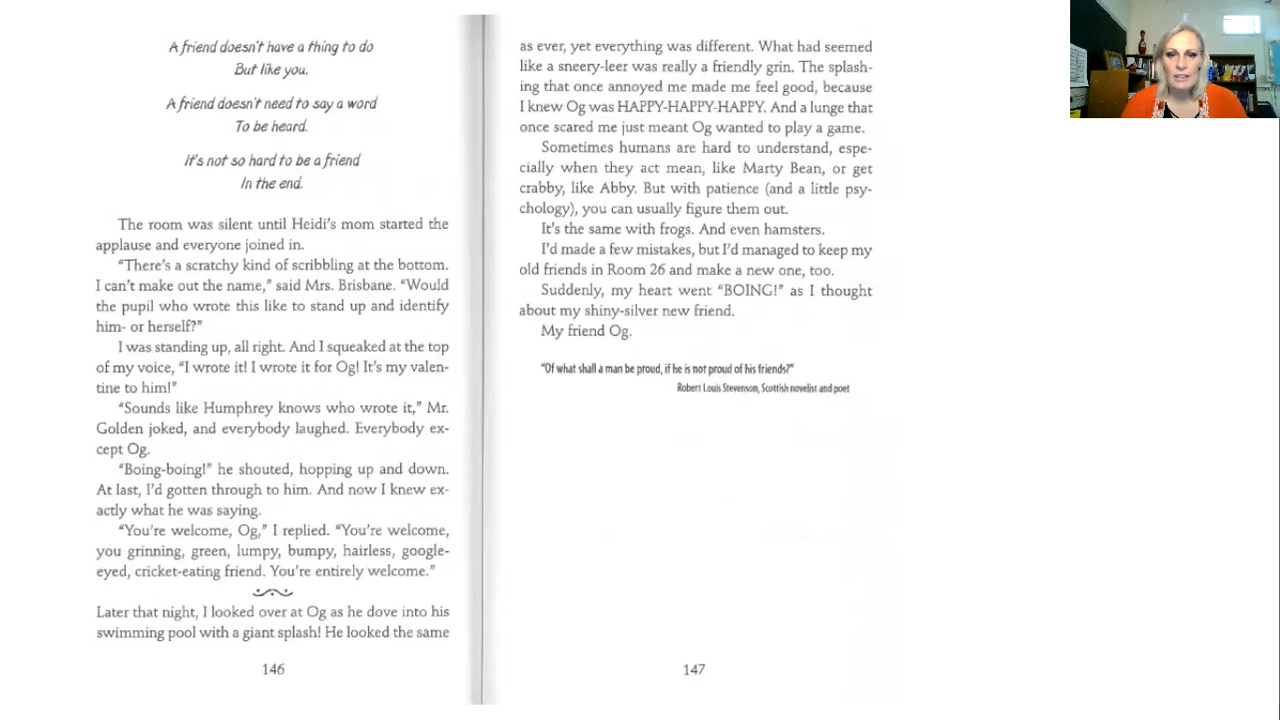 A friend doesn't have a thing to do
But like you.
A friend doesn't need to say a word
To be heard.
It's not so hard to be a friend
In the end.
The room was silent until Heidi's mom started the
applause and everyone joined in.
"There's a scratchy kind of scribbling at the bottom.
I can't make out the name," said Mrs. Brisbane. "Would
the pupil who wrote this like to stand up and identify
him- or herself?"
I was standing up, all right. And I squeaked at the top
of my voice, "I wrote it! I wrote it for Og! It's my valen-
tine to him!"
"Sounds like Humphrey knows who wrote it," Mr.
Golden joked, and everybody laughed. Everybody ex-
cept Og.
"Boing-boing!" he shouted, hopping up and down.
At last, I'd gotten through to him. And now I knew ex-
actly what he was saying.
"You're welcome, Og," I replied. "You're welcome,
you grinning, green, lumpy, bumpy, hairless, google-
eyed, cricket-eating friend. You're entirely welcome."
Later that night, I looked over at Og as he dove into his
swimming pool with a giant splash! He looked the same
146
as ever, yet everything was different. What had seemed
like a sneery-leer was really a friendly grin. The splash-
ing that once annoyed me made me feel good, because
I knew Og was HAPPY-HAPPY-HAPPY. And a lunge that
once scared me just meant Og wanted to play a game.
Sometimes humans are hard to understand, espe-
cially when they act mean, like Marty Bean, or get
crabby, like Abby. But with patience (and a little psy-
chology), you can usually figure them out.
It's the same with frogs. And even hamsters.
I'd made a few mistakes, but I'd managed to keep my
old friends in Room 26 and make a new one, too.
Suddenly, my heart went "BOING!" as I thought
about my shiny-silver new friend.
My friend Og.
"Of what shall a man be proud, if he is not proud of his friends?"
Robert Louis Stevenson, Scottish novelist and poet
147